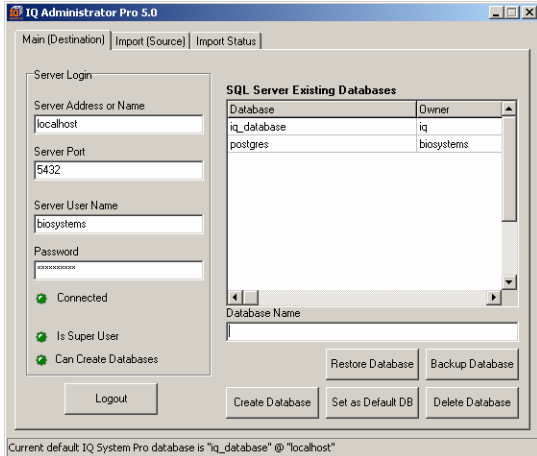 IQ Administrator Pro 5.0
Main (Destination) Import (Source) Import Status
Server Login
Server Address or Name
localhost
Server Port
5432
Server User Name
biosystems
Password
xxxxxxxxxx
Connected
Is Super User
Can Create Databases
Logout
SQL Server Existing Databases
Database Owner
iq_database iq
postgres biosystems
Database Name
Restore Database Backup Database
Create Database Set as Default DB Delete Database
Current default IQ System Pro database is "iq_database" @ "localhost"